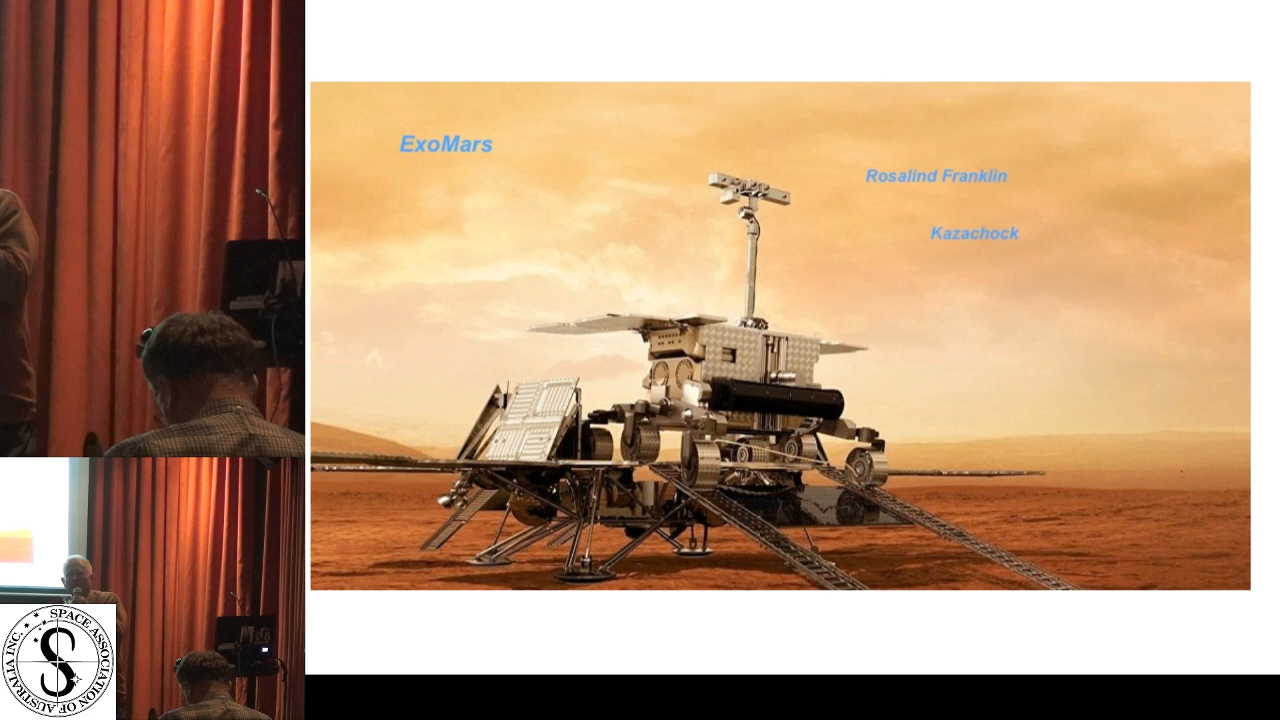 ExoMars
Rosalind Franklin
Kazachock
SPACE ASSOCIATION OF AUSTRALIA INC.
S